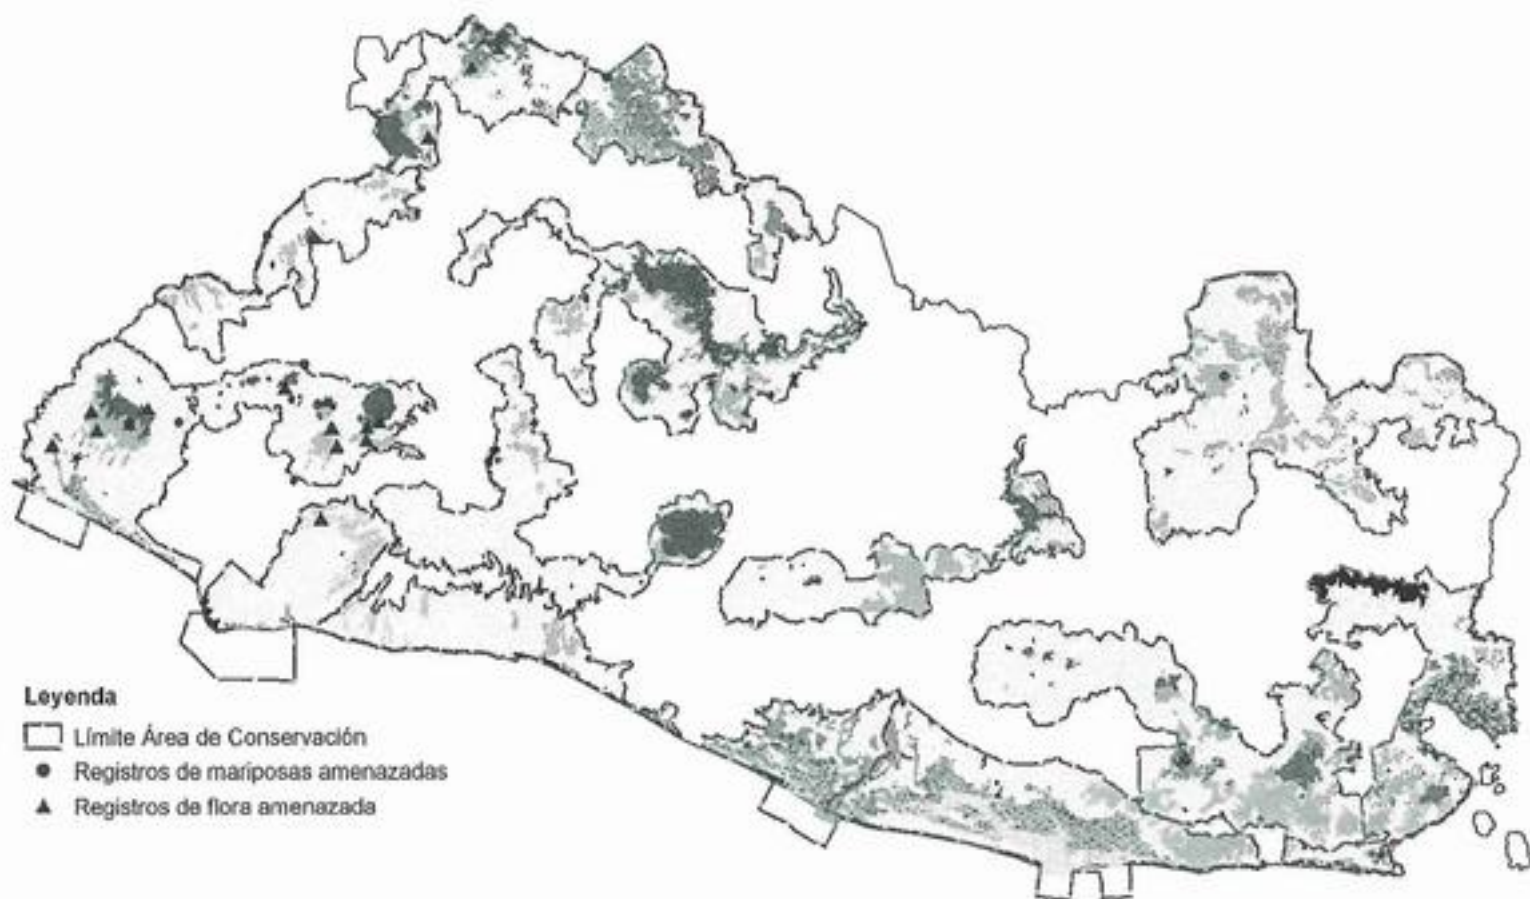 Leyenda
Límite Área de Conservación
Registros de mariposas amenazadas
Registros de flora amenazada